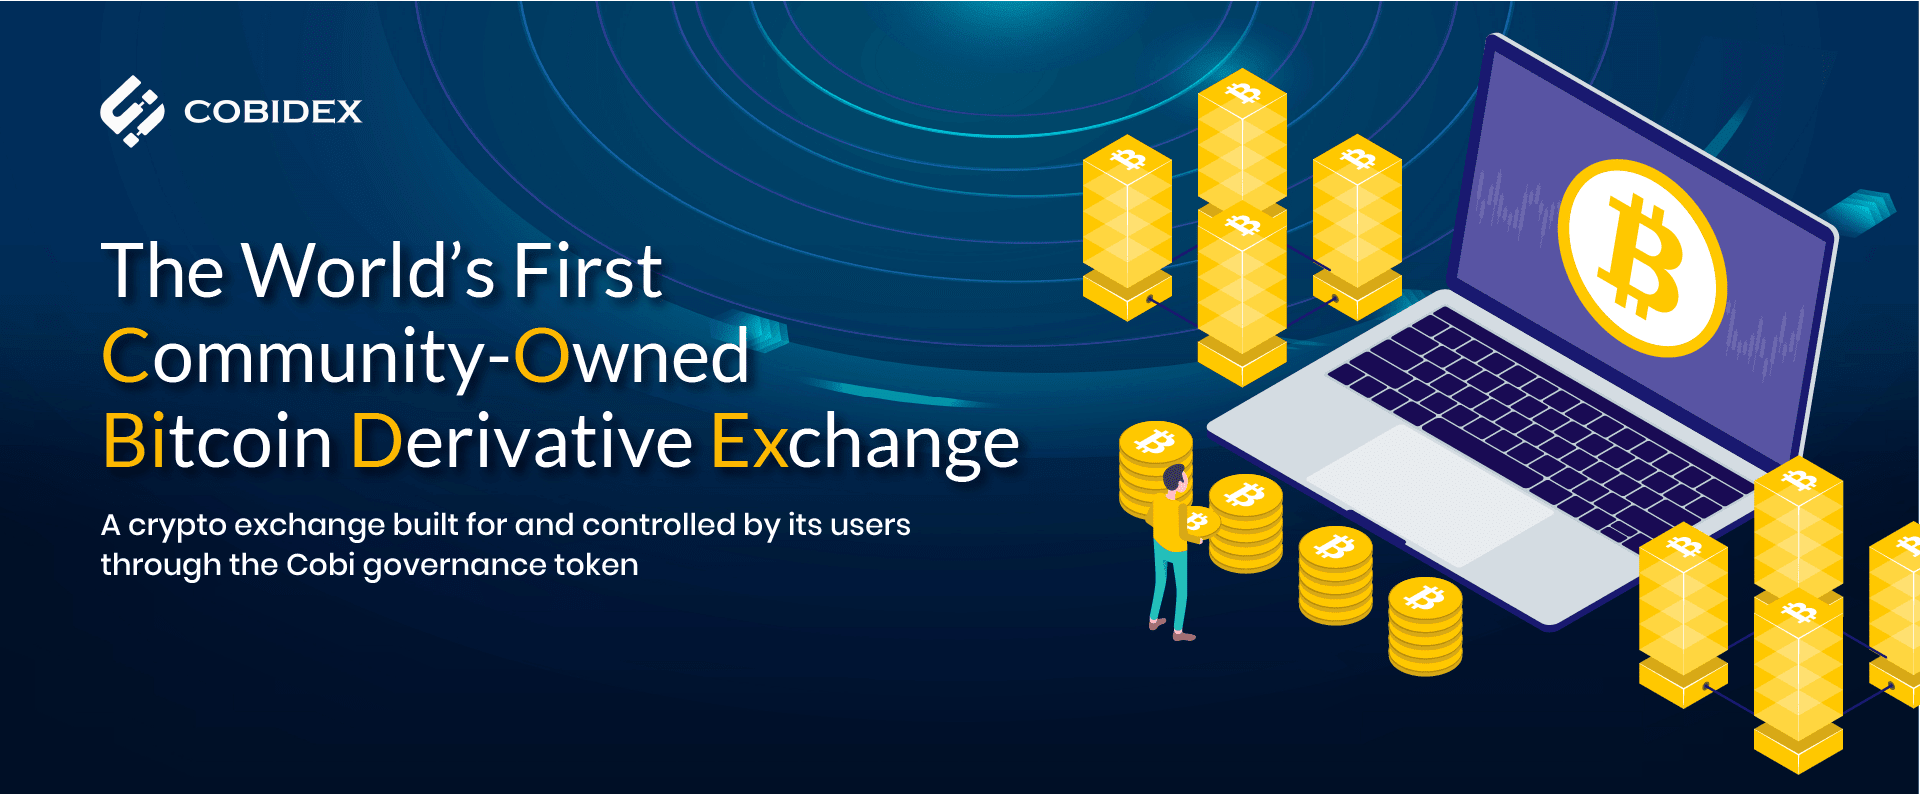 COBIDEX
The World’s First
Community-Owned
Bitcoin Derivative Exchange
A crypto exchange built for and controlled by its users
through the Cobi governance token